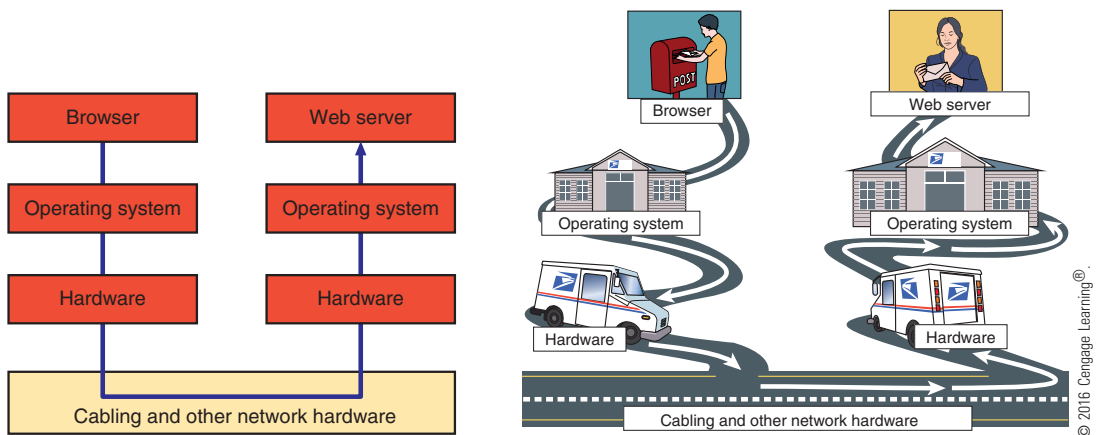 Browser
Web server
Operating system
Operating system
Hardware
Hardware
Cabling and other network hardware
POST
Browser
Web server
Operating system
Operating system
Hardware
Hardware
Cabling and other network hardware
© 2016 Cengage Learning®.